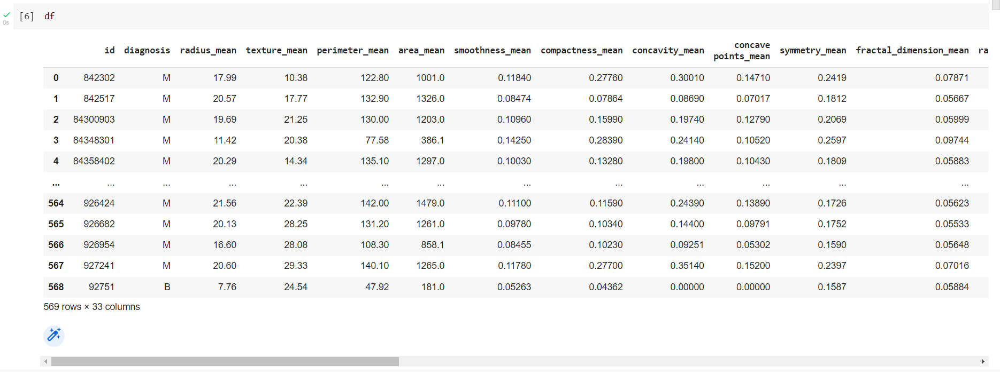 [6] df
0s
id diagnosis radius_mean texture_mean perimeter_mean area_mean smoothness_mean compactness_mean concavity_mean concave points_mean symmetry_mean fractal_dimension_mean ra
0 842302 M 17.99 10.38 122.80 1001.0 0.11840 0.27760 0.30010 0.14710 0.2419 0.07871
1 842517 M 20.57 17.77 132.90 1326.0 0.08474 0.07864 0.08690 0.07017 0.1812 0.05667
2 84300903 M 19.69 21.25 130.00 1203.0 0.10960 0.15990 0.19740 0.12790 0.2069 0.05999
3 84348301 M 11.42 20.38 77.58 386.1 0.14250 0.28390 0.24140 0.10520 0.2597 0.09744
4 84358402 M 20.29 14.34 135.10 1297.0 0.10030 0.13280 0.19800 0.10430 0.1809 0.05883
... ... ... ... ... ... ... ... ... ... ... ... ...
564 926424 M 21.56 22.39 142.00 1479.0 0.11100 0.11590 0.24390 0.13890 0.1726 0.05623
565 926682 M 20.13 28.25 131.20 1261.0 0.09780 0.10340 0.14400 0.09791 0.1752 0.05533
566 926954 M 16.60 28.08 108.30 858.1 0.08455 0.10230 0.09251 0.05302 0.1590 0.05648
567 927241 M 20.60 29.33 140.10 1265.0 0.11780 0.27700 0.35140 0.15200 0.2397 0.07016
568 92751 B 7.76 24.54 47.92 181.0 0.05263 0.04362 0.00000 0.00000 0.1587 0.05884
569 rows × 33 columns